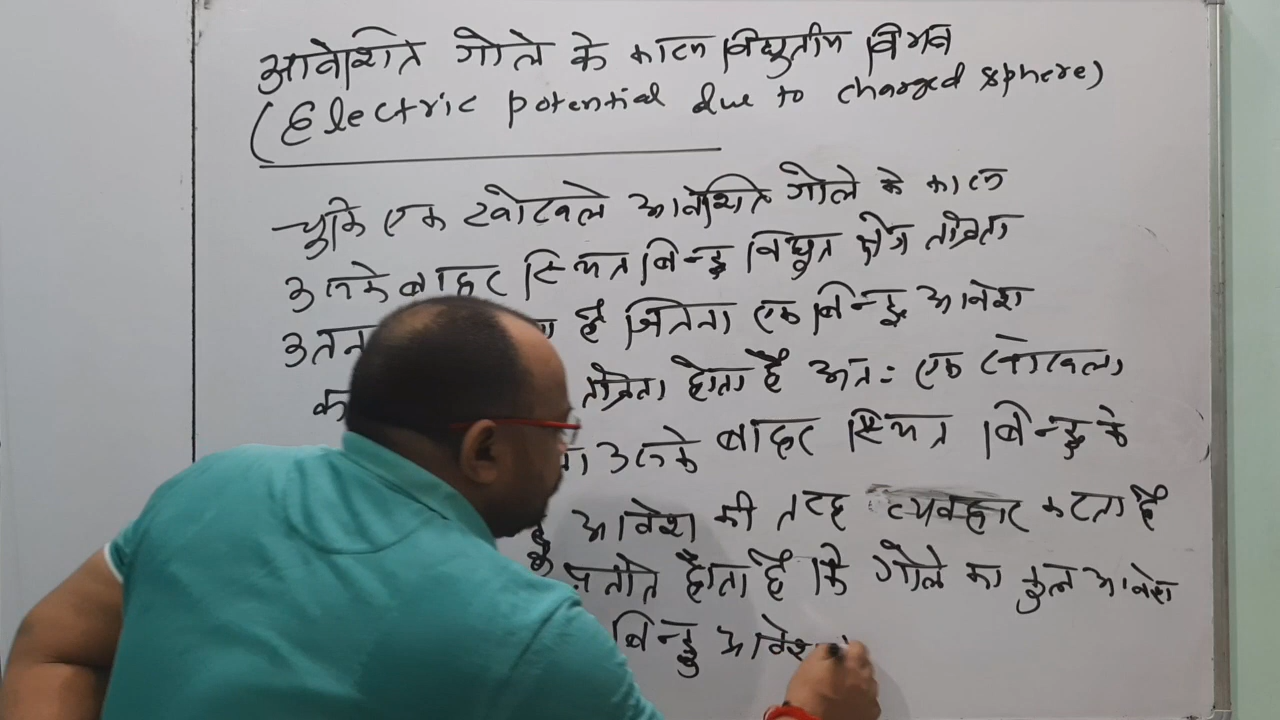 आवेशित गोले के कारण विद्युतीय विभव
(Electric potential due to charged sphere)
चुकि एक खोखले आवेशित गोले के कारण
उसके बाहर स्थित बिन्दु विद्युत क्षेत्र तीव्रता
उतन है जितना एक बिन्दु आवेश
क तीव्रता होता है अतः एक खोखला
उसके बाहर स्थित बिन्दु के
आवेश की तरह व्यवहार करता है
प्रतीत होता है कि गोले का कुल आवेश
बिन्दु आवेश